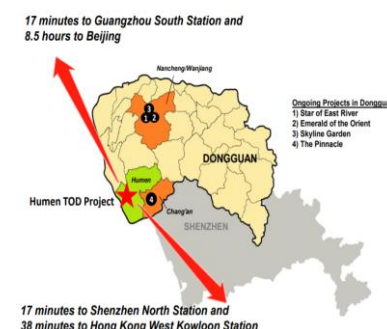 17 minutes to Guangzhou South Station and
8.5 hours to Beijing
Nancheng/Wanjiang
3
1 2
Ongoing Projects in Donggu
1) Star of East River
2) Emerald of the Orient
3) Skyline Garden
4) The Pinnacle
DONGGUAN
Humen
Humen TOD Project
4
Chang'an
SHENZHEN
17 minutes to Shenzhen North Station and
38 minutes to Hong Kong West Kowloon Station